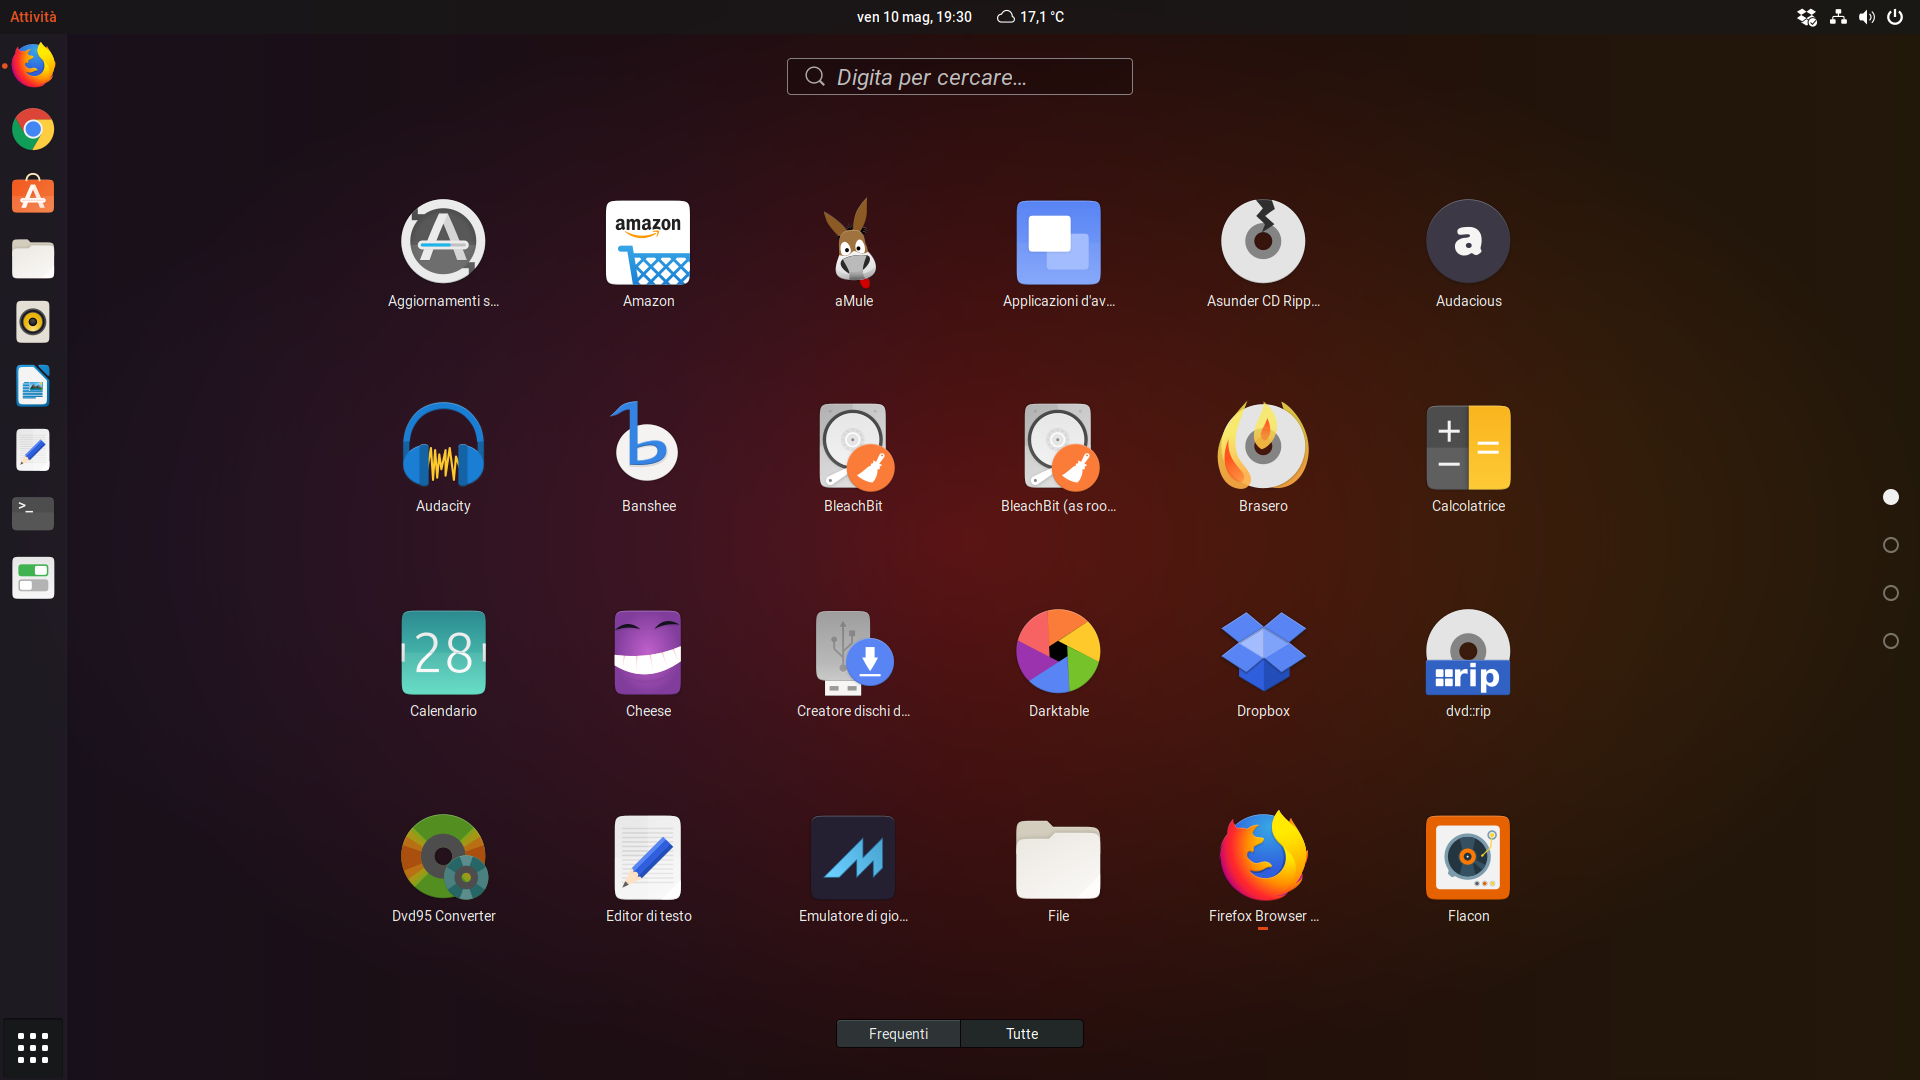 Attività
ven 10 mag, 19:30
17,1 °C
Digita per cercare...
amazon
a
Aggiornamenti s...
Amazon
aMule
Applicazioni d'av...
Asunder CD Ripp...
Audacious
Audacity
Banshee
BleachBit
BleachBit (as roo...
Brasero
Calcolatrice
28
rip
Calendario
Cheese
Creatore dischi d...
Darktable
Dropbox
dvd::rip
Dvd95 Converter
Editor di testo
Emulatore di gio...
File
Firefox Browser ...
Flacon
Frequenti
Tutte